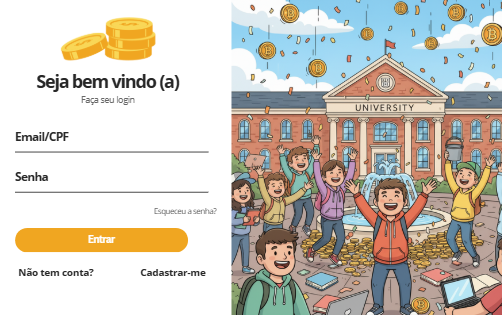 Seja bem vindo (a)
Faça seu login
Email/CPF
Senha
Esqueceu a senha?
Entrar
Não tem conta? Cadastrar-me
UNIVERSITY